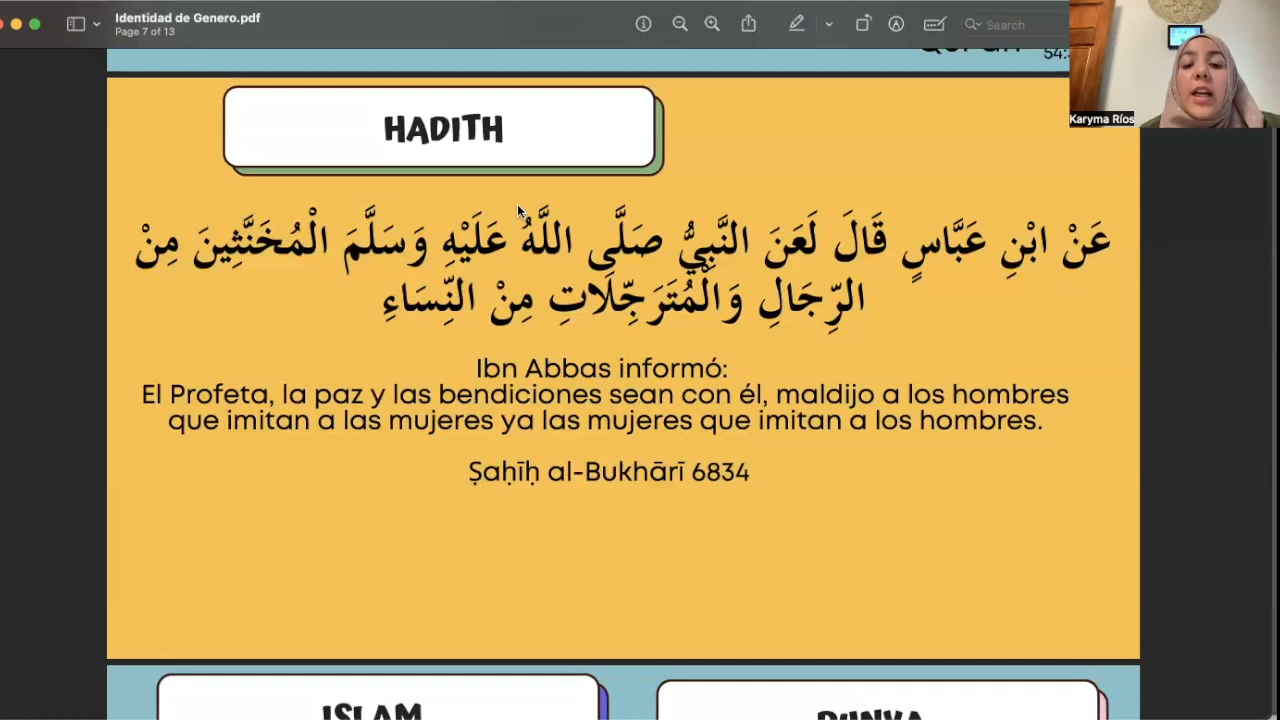 Identidad de Genero.pdf
Page 7 of 13
Search
Karyma Ríos
HADITH
عَنْ ابْنِ عَبَّاسٍ قَالَ لَعَنَ النَّبِيُّ صَلَّى اللَّهُ عَلَيْهِ وَسَلَّمَ الْمُخَنَّثِينَ مِنْ
الرِّجَالِ وَالْمُتَرَجِّلَاتِ مِنْ النِّسَاءِ
Ibn Abbas informó:
El Profeta, la paz y las bendiciones sean con él, maldijo a los hombres
que imitan a las mujeres ya las mujeres que imitan a los hombres.
Ṣaḥīḥ al-Bukhārī 6834
ISLAM
DUNYA